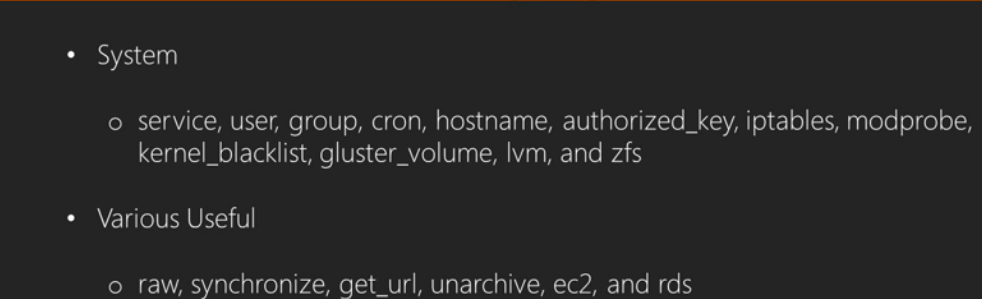 • System
o service, user, group, cron, hostname, authorized_key, iptables, modprobe,
kernel_blacklist, gluster_volume, lvm, and zfs
• Various Useful
o raw, synchronize, get_url, unarchive, ec2, and rds